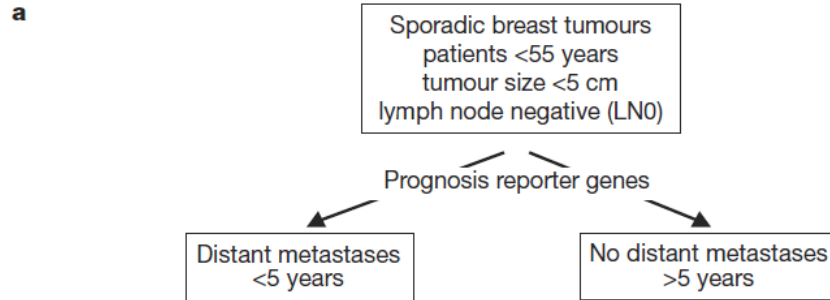 a
Sporadic breast tumours
patients <55 years
tumour size <5 cm
lymph node negative (LN0)
Prognosis reporter genes
Distant metastases
<5 years
No distant metastases
>5 years